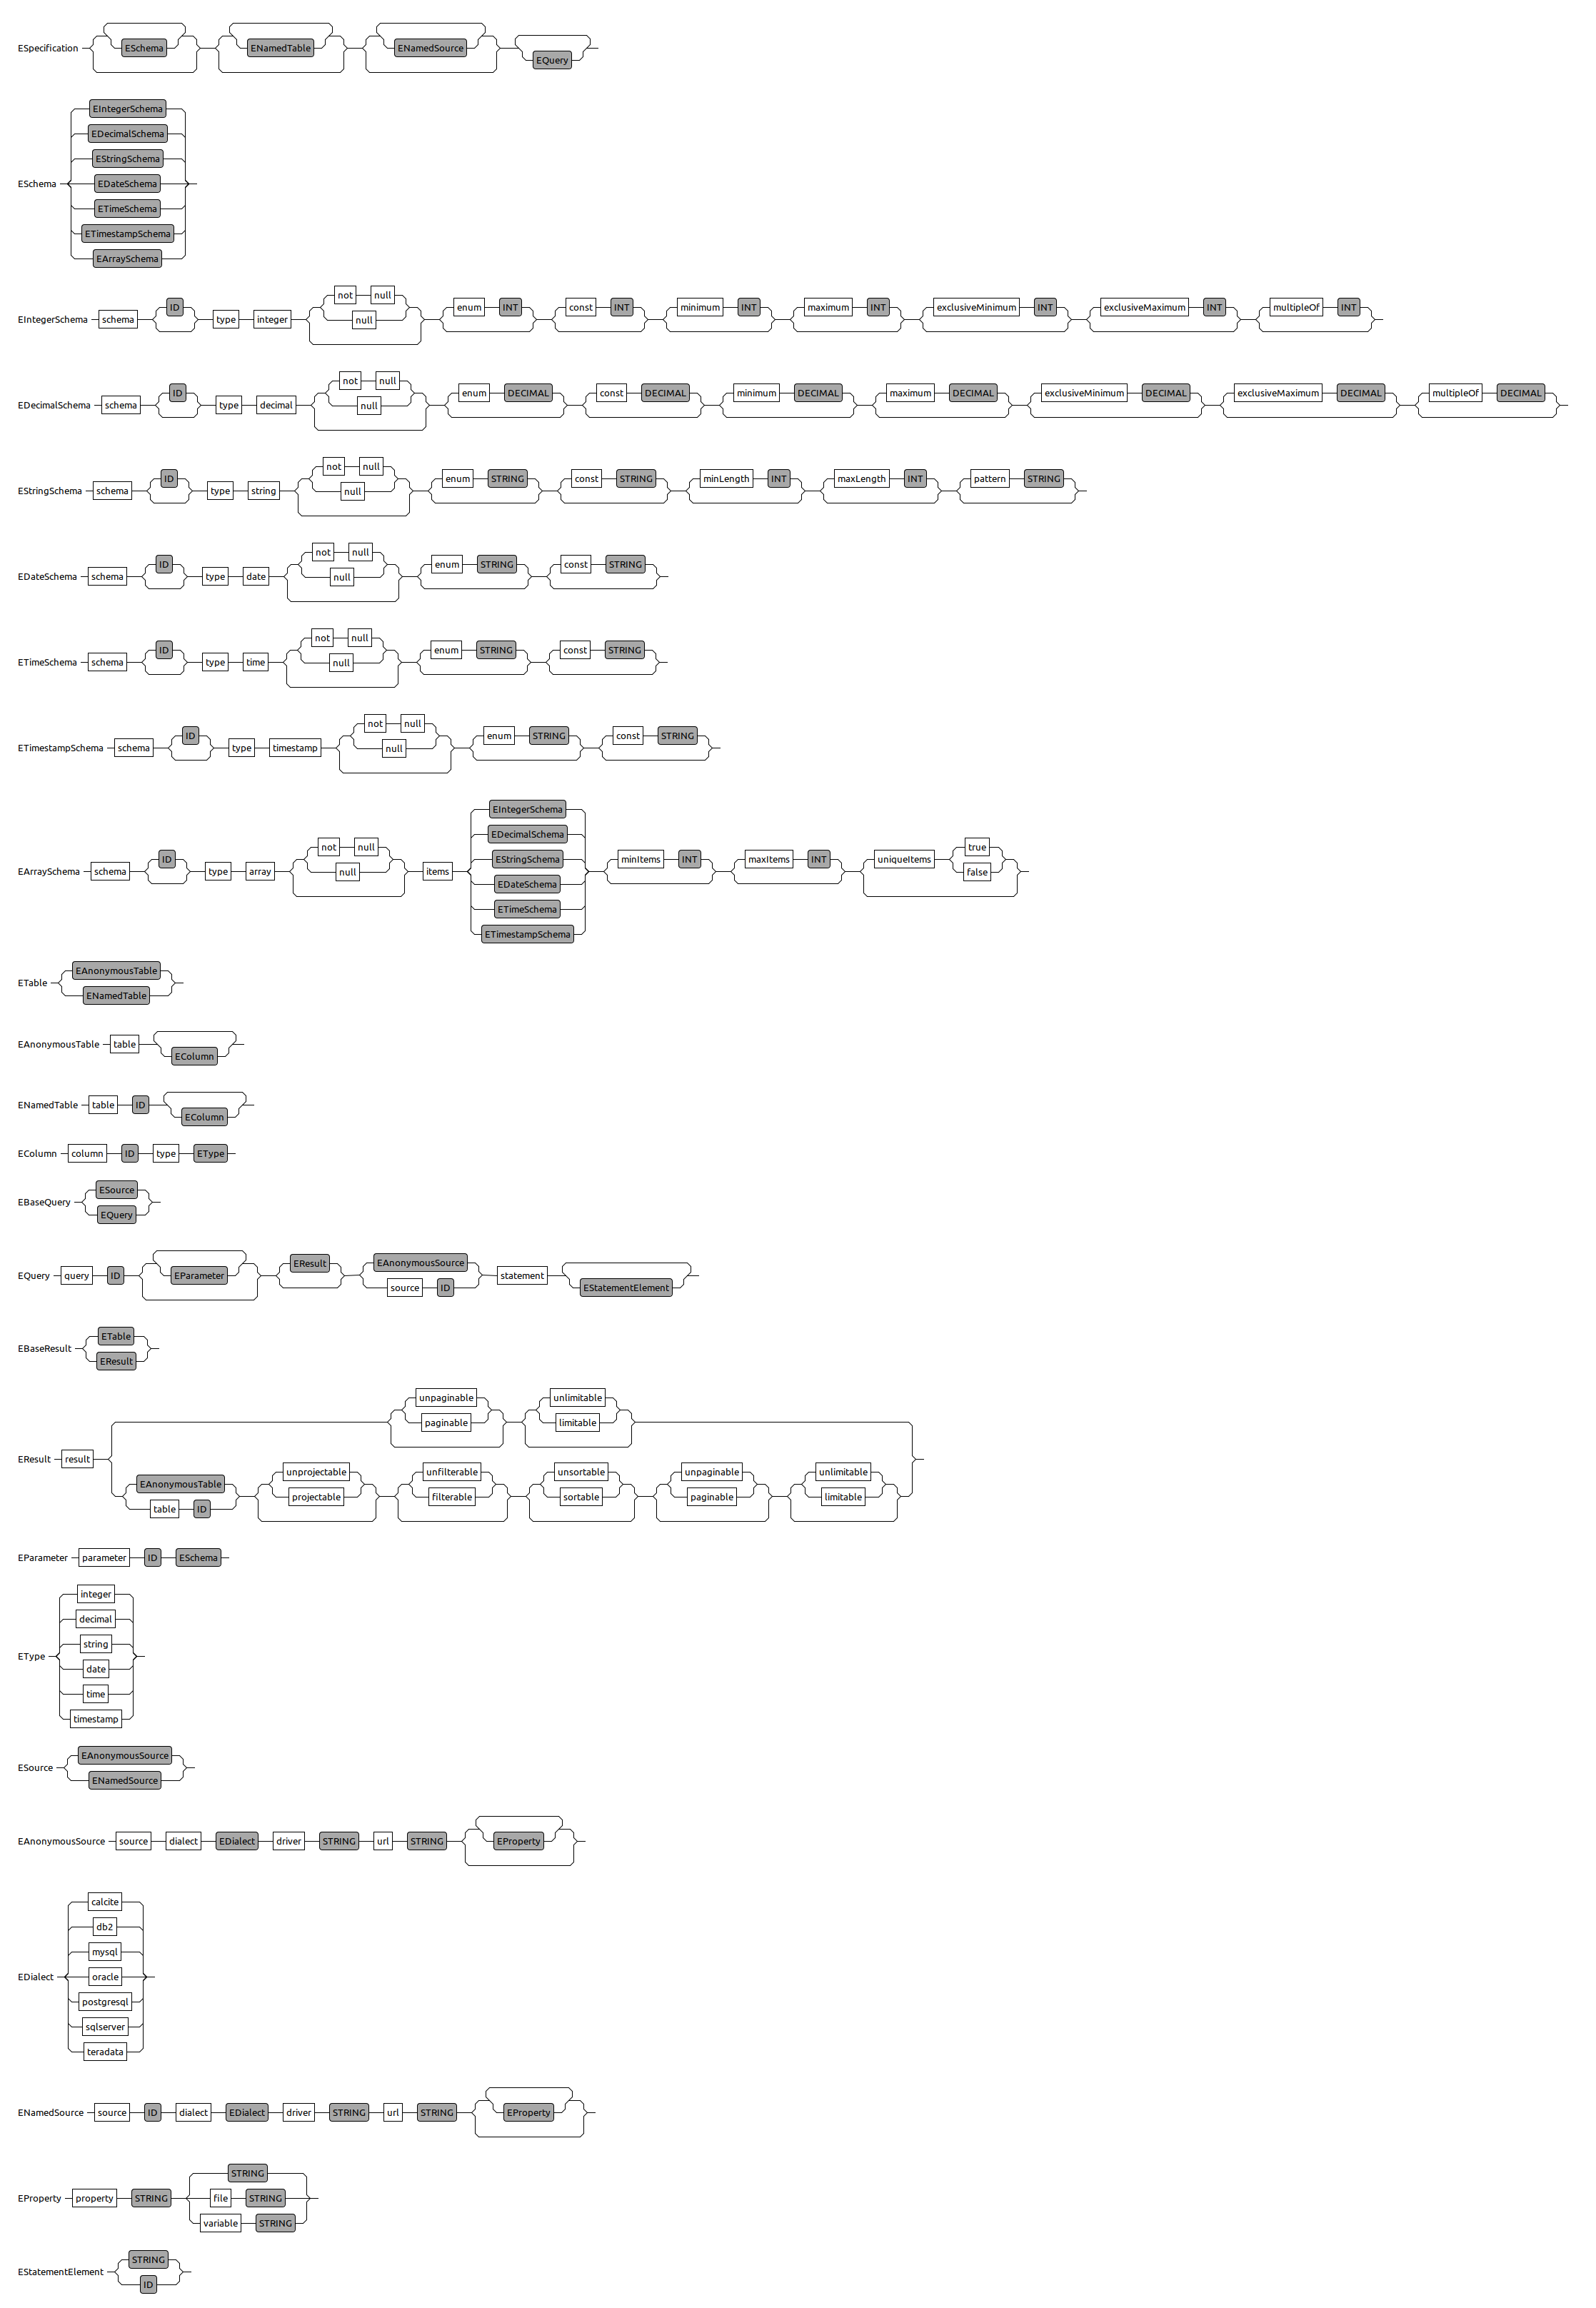 ESpecification ESchema ENamedTable ENamedSource EQuery
EIntegerSchema
EDecimalSchema
EStringSchema
ESchema EDateSchema
ETimeSchema
ETimestampSchema
EArraySchema
not null
EIntegerSchema schema ID type integer null enum INT const INT minimum INT maximum INT exclusiveMinimum INT exclusiveMaximum INT multipleOf INT
not null
EDecimalSchema schema ID type decimal null enum DECIMAL const DECIMAL minimum DECIMAL maximum DECIMAL exclusiveMinimum DECIMAL exclusiveMaximum DECIMAL multipleOf DECIMAL
not null
EStringSchema schema ID type string null enum STRING const STRING minLength INT maxLength INT pattern STRING
not null
EDateSchema schema ID type date null enum STRING const STRING
not null
ETimeSchema schema ID type time null enum STRING const STRING
not null
ETimestampSchema schema ID type timestamp null enum STRING const STRING
EIntegerSchema
EDecimalSchema
not null true
EArraySchema schema ID type array null items EStringSchema minItems INT maxItems INT uniqueItems false
EDateSchema
ETimeSchema
ETimestampSchema
EAnonymousTable
ETable
ENamedTable
EAnonymousTable table EColumn
ENamedTable table ID EColumn
EColumn column ID type EType
ESource
EBaseQuery
EQuery
EResult EAnonymousSource
EQuery query ID EParameter source ID statement EStatementElement
ETable
EBaseResult
EResult
unpaginable unlimitable
paginable limitable
EResult result
unprojectable unfilterable unsortable unpaginable unlimitable
EAnonymousTable
projectable filterable sortable paginable limitable
table ID
EParameter parameter ID ESchema
integer
decimal
string
EType
date
time
timestamp
EAnonymousSource
ESource
ENamedSource
EAnonymousSource source dialect EDialect driver STRING url STRING EProperty
calcite
db2
mysql
EDialect oracle
postgresql
sqlserver
teradata
ENamedSource source ID dialect EDialect driver STRING url STRING EProperty
STRING
EProperty property STRING file STRING
variable STRING
STRING
EStatementElement
ID